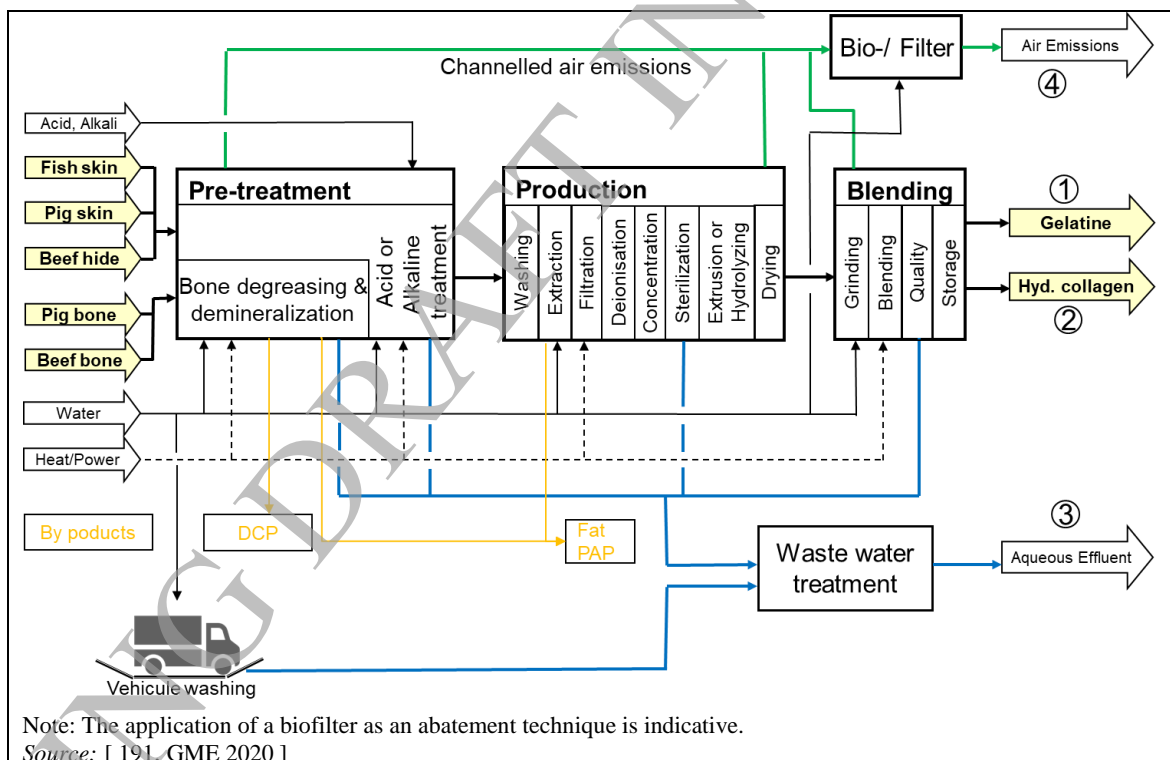 Bio-/ Filter
Air Emissions
Channelled air emissions
④
Acid, Alkali
Fish skin
Pig skin
Beef hide
Pig bone
Beef bone
Pre-treatment
Bone degreasing &
demineralization
Acid or
Alkaline
treatment
Production
Washing
Extraction
Filtration
Deionisation
Concentration
Sterilization
Extrusion or
Hydrolyzing
Drying
Blending
Grinding
Blending
Quality
Storage
①
Gelatine
Hyd. collagen
②
Water
Heat/Power
By poducts
DCP
Fat
PAP
Waste water
treatment
③
Aqueous Effluent
Vehicule washing
Note: The application of a biofilter as an abatement technique is indicative.
Source: [ 191, GME 2020 ]
ING DRAFT IN